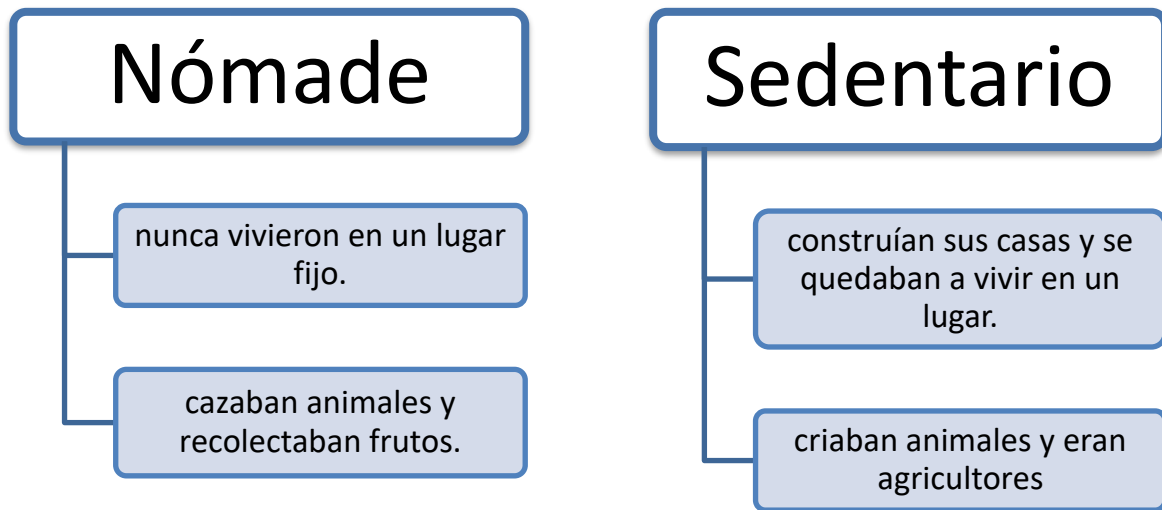 Nómade
nunca vivieron en un lugar
fijo.
cazaban animales y
recolectaban frutos.
Sedentario
construían sus casas y se
quedaban a vivir en un
lugar.
criaban animales y eran
agricultores